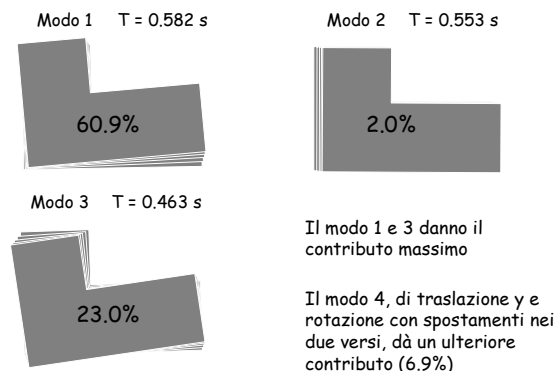 Modo 1 T = 0.582 s
Modo 2 T = 0.553 s
60.9%
2.0%
Modo 3 T = 0.463 s
23.0%
Il modo 1 e 3 danno il
contributo massimo
Il modo 4, di traslazione y e
rotazione con spostamenti nei
due versi, dà un ulteriore
contributo (6.9%)